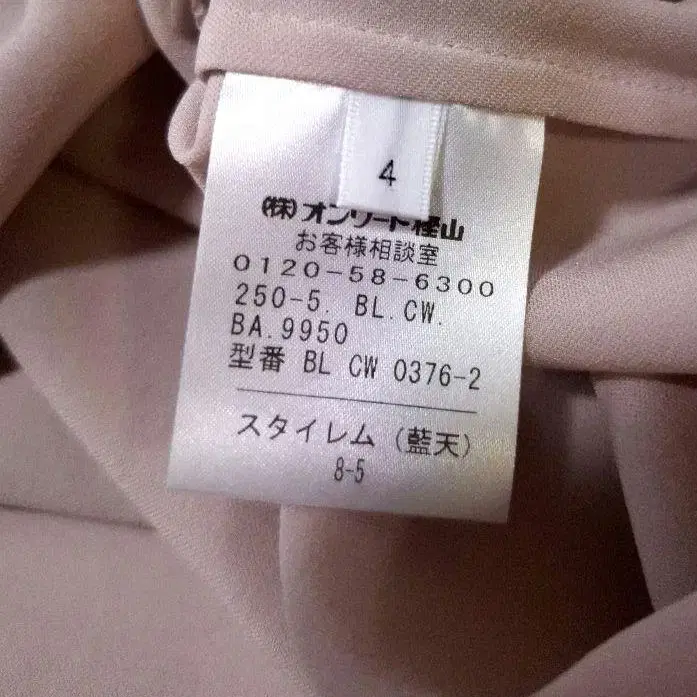 4
(株)オンワード樫山
お客様相談室
0120-58-6300
250-5. BL.CW.
BA.9950
型番 BL CW 0376-2
スタイレム(藍天)
8-5